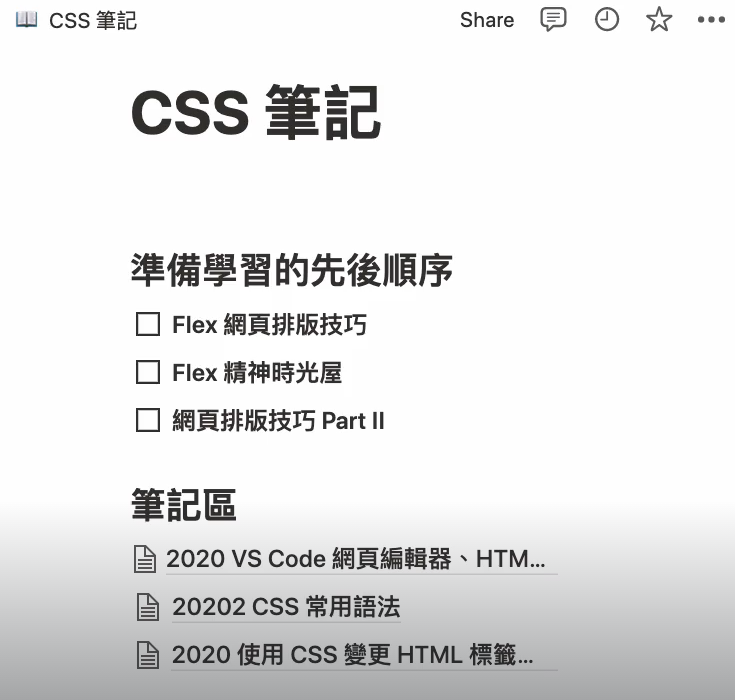 CSS 筆記
Share
CSS 筆記
準備學習的先後順序
Flex 網頁排版技巧
Flex 精神時光屋
網頁排版技巧 Part II
筆記區
2020 VS Code 網頁編輯器、HTM...
20202 CSS 常用語法
2020 使用 CSS 變更 HTML 標籤...